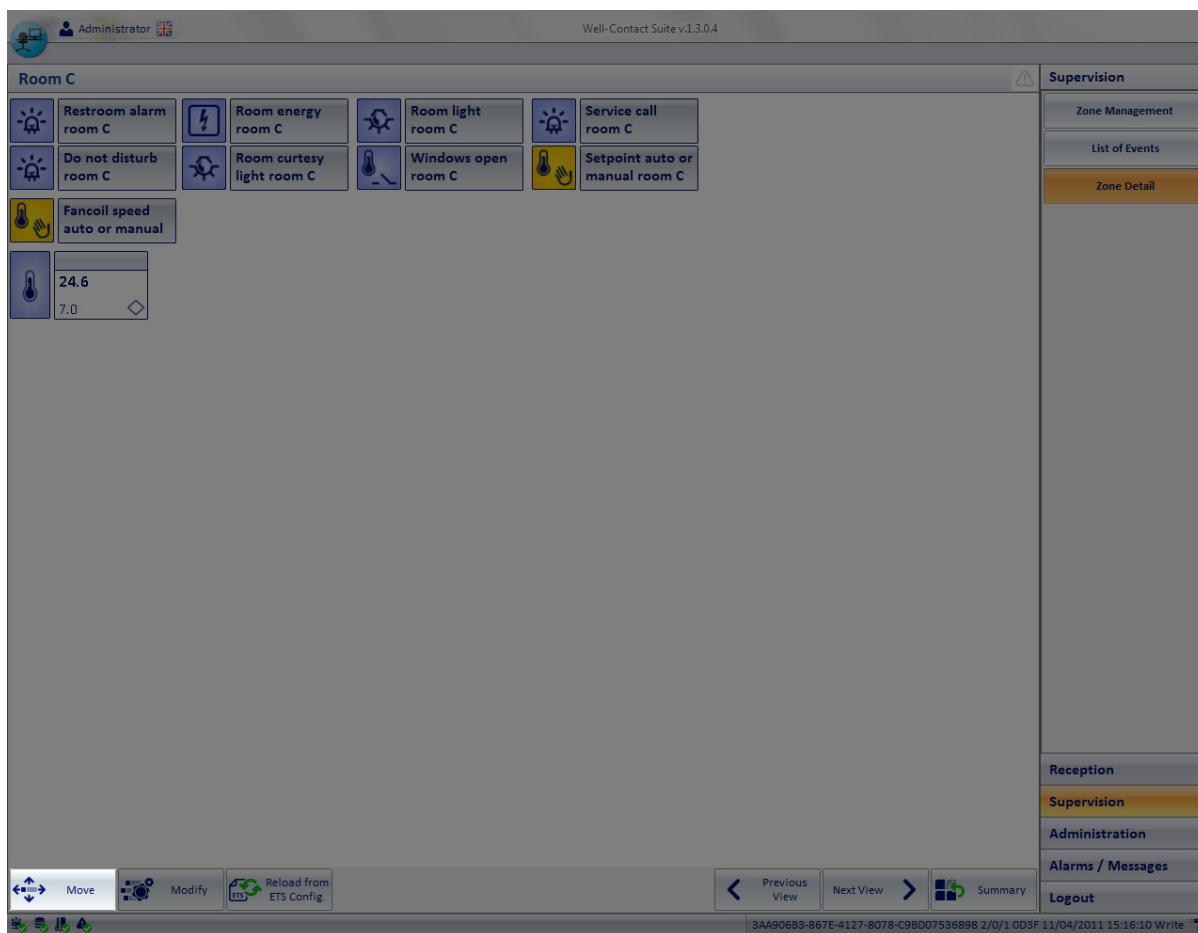 Administrator
Well-Contact Suite v.1.3.0.4
Room C
Supervision
Restroom alarm
room C
Room energy
room C
Room light
room C
Service call
room C
Zone Management
Do not disturb
room C
Room curtesy
light room C
Windows open
room C
Setpoint auto or
manual room C
List of Events
Zone Detail
Fancoil speed
auto or manual
24.6
7.0
Reception
Supervision
Administration
Alarms / Messages
Logout
Move
Modify
ETS
Reload from
ETS Config.
Previous
View
Next View
Summary
3AA906B3-867E-4127-8078-C9BD07536898 2/0/1 0D3F 11/04/2011 15:16:10 Write